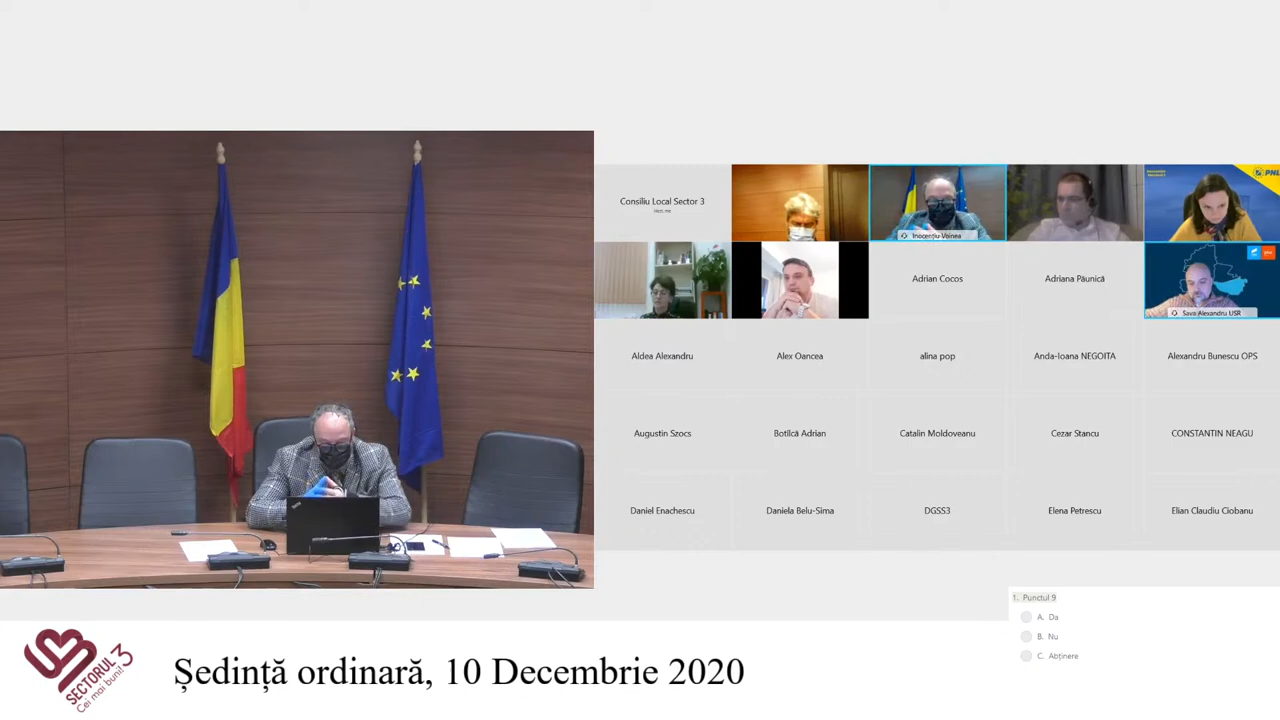 Consiliu Local Sector 3
Inocențiu Voinea
PNL
Adrian Cocos
Adriana Păunică
Sava Alexandru USR
Aldea Alexandru
Alex Oancea
alina pop
Anda-Ioana NEGOITA
Alexandru Bunescu OPS
Augustin Szocs
Botîlcă Adrian
Catalin Moldoveanu
Cezar Stancu
CONSTANTIN NEAGU
Daniel Enachescu
Daniela Belu-Sima
DGSS3
Elena Petrescu
Elian Claudiu Ciobanu
1. Punctul 9
A. Da
B. Nu
C. Abținere
SECTORUL 3
Cei mai buni!
Ședință ordinară, 10 Decembrie 2020